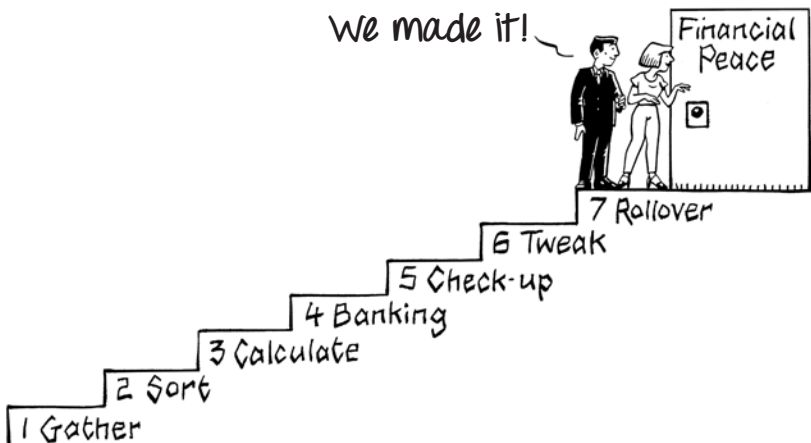 We made it!
Financial
Peace
7 Rollover
6 Tweak
5 Check-up
4 Banking
3 Calculate
2 Sort
1 Gather